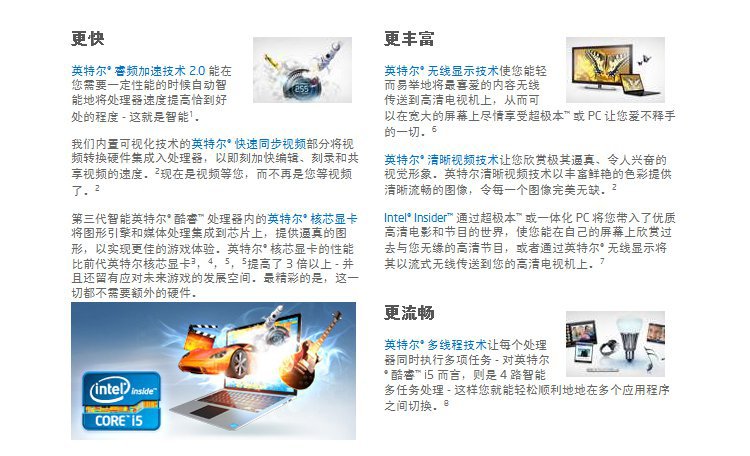 更快
英特尔® 睿频加速技术 2.0 能在
您需要一定性能的时候自动智
能地将处理器速度提高恰到好
处的程度 - 这就是智能¹。
255
我们内置可视化技术的英特尔® 快速同步视频部分将视
频转换硬件集成入处理器，以即刻加快编辑、刻录和共
享视频的速度。²现在是视频等您，而不再是您等视频
了。²
第三代智能英特尔® 酷睿™ 处理器内的英特尔® 核芯显卡
将图形引擎和媒体处理集成到芯片上，提供逼真的图
形，以实现更佳的游戏体验。英特尔® 核芯显卡的性能
比前代英特尔核芯显卡³，⁴，⁵，⁵提高了 3 倍以上 - 并
且还留有应对未来游戏的发展空间。最精彩的是，这一
切都不需要额外的硬件。
intel inside™
CORE™ i5
更丰富
英特尔® 无线显示技术使您能轻
而易举地将最喜爱的内容无线
传送到高清电视机上，从而可
以在宽大的屏幕上尽情享受超极本™ 或 PC 让您爱不释手
的一切。⁶
英特尔® 清晰视频技术让您欣赏极其逼真、令人兴奋的
视觉形象。英特尔清晰视频技术以丰富鲜艳的色彩提供
清晰流畅的图像，令每一个图像完美无缺。²
Intel® Insider™ 通过超极本™ 或一体化 PC 将您带入了优质
高清电影和节目的世界，使您能在自己的屏幕上欣赏过
去与您无缘的高清节目，或者通过英特尔® 无线显示将
其以流式无线传送到您的高清电视机上。⁷
更流畅
英特尔® 多线程技术让每个处理
器同时执行多项任务 - 对英特尔
® 酷睿™ i5 而言，则是 4 路智能
多任务处理 - 这样您就能轻松顺利地地在多个应用程序
之间切换。⁸